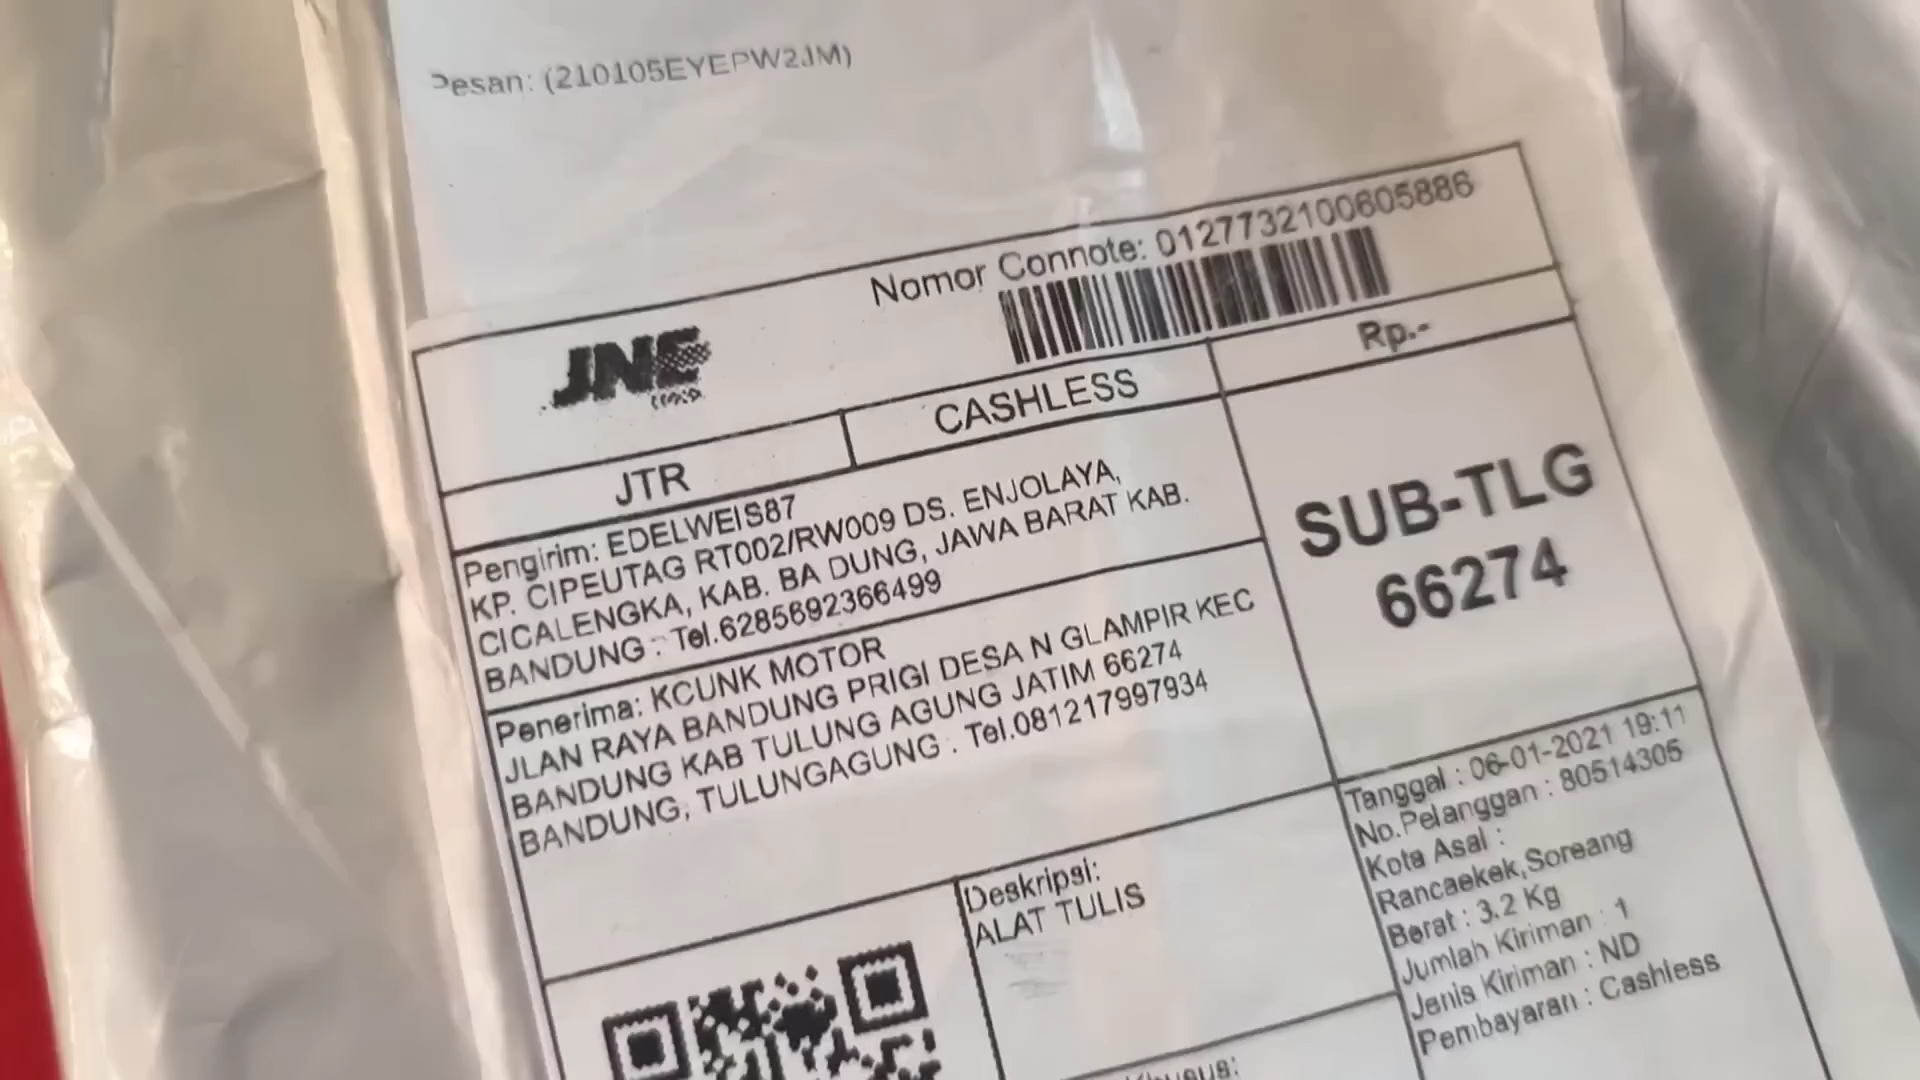 Pesan: (210105EYEPW2JM)
Nomor Connote: 0127732100605886
JNE
Rp.-
CASHLESS
JTR
Pengirim: EDELWEIS87
KP. CIPEUTAG RT002/RW009 DS. ENJOLAYA,
CICALENGKA, KAB. BA DUNG, JAWA BARAT KAB.
BANDUNG : Tel.6285692366499
SUB-TLG
66274
Penerima: KCUNK MOTOR
JLAN RAYA BANDUNG PRIGI DESA N GLAMPIR KEC
BANDUNG KAB TULUNG AGUNG JATIM 66274
BANDUNG, TULUNGAGUNG : Tel.081217997934
Tanggal : 06-01-2021 19:11
No.Pelanggan : 80514305
Kota Asal :
Rancaekek,Soreang
Berat : 3.2 Kg
Jumlah Kiriman : 1
Jenis Kiriman : ND
Pembayaran : Cashless
Deskripsi:
ALAT TULIS